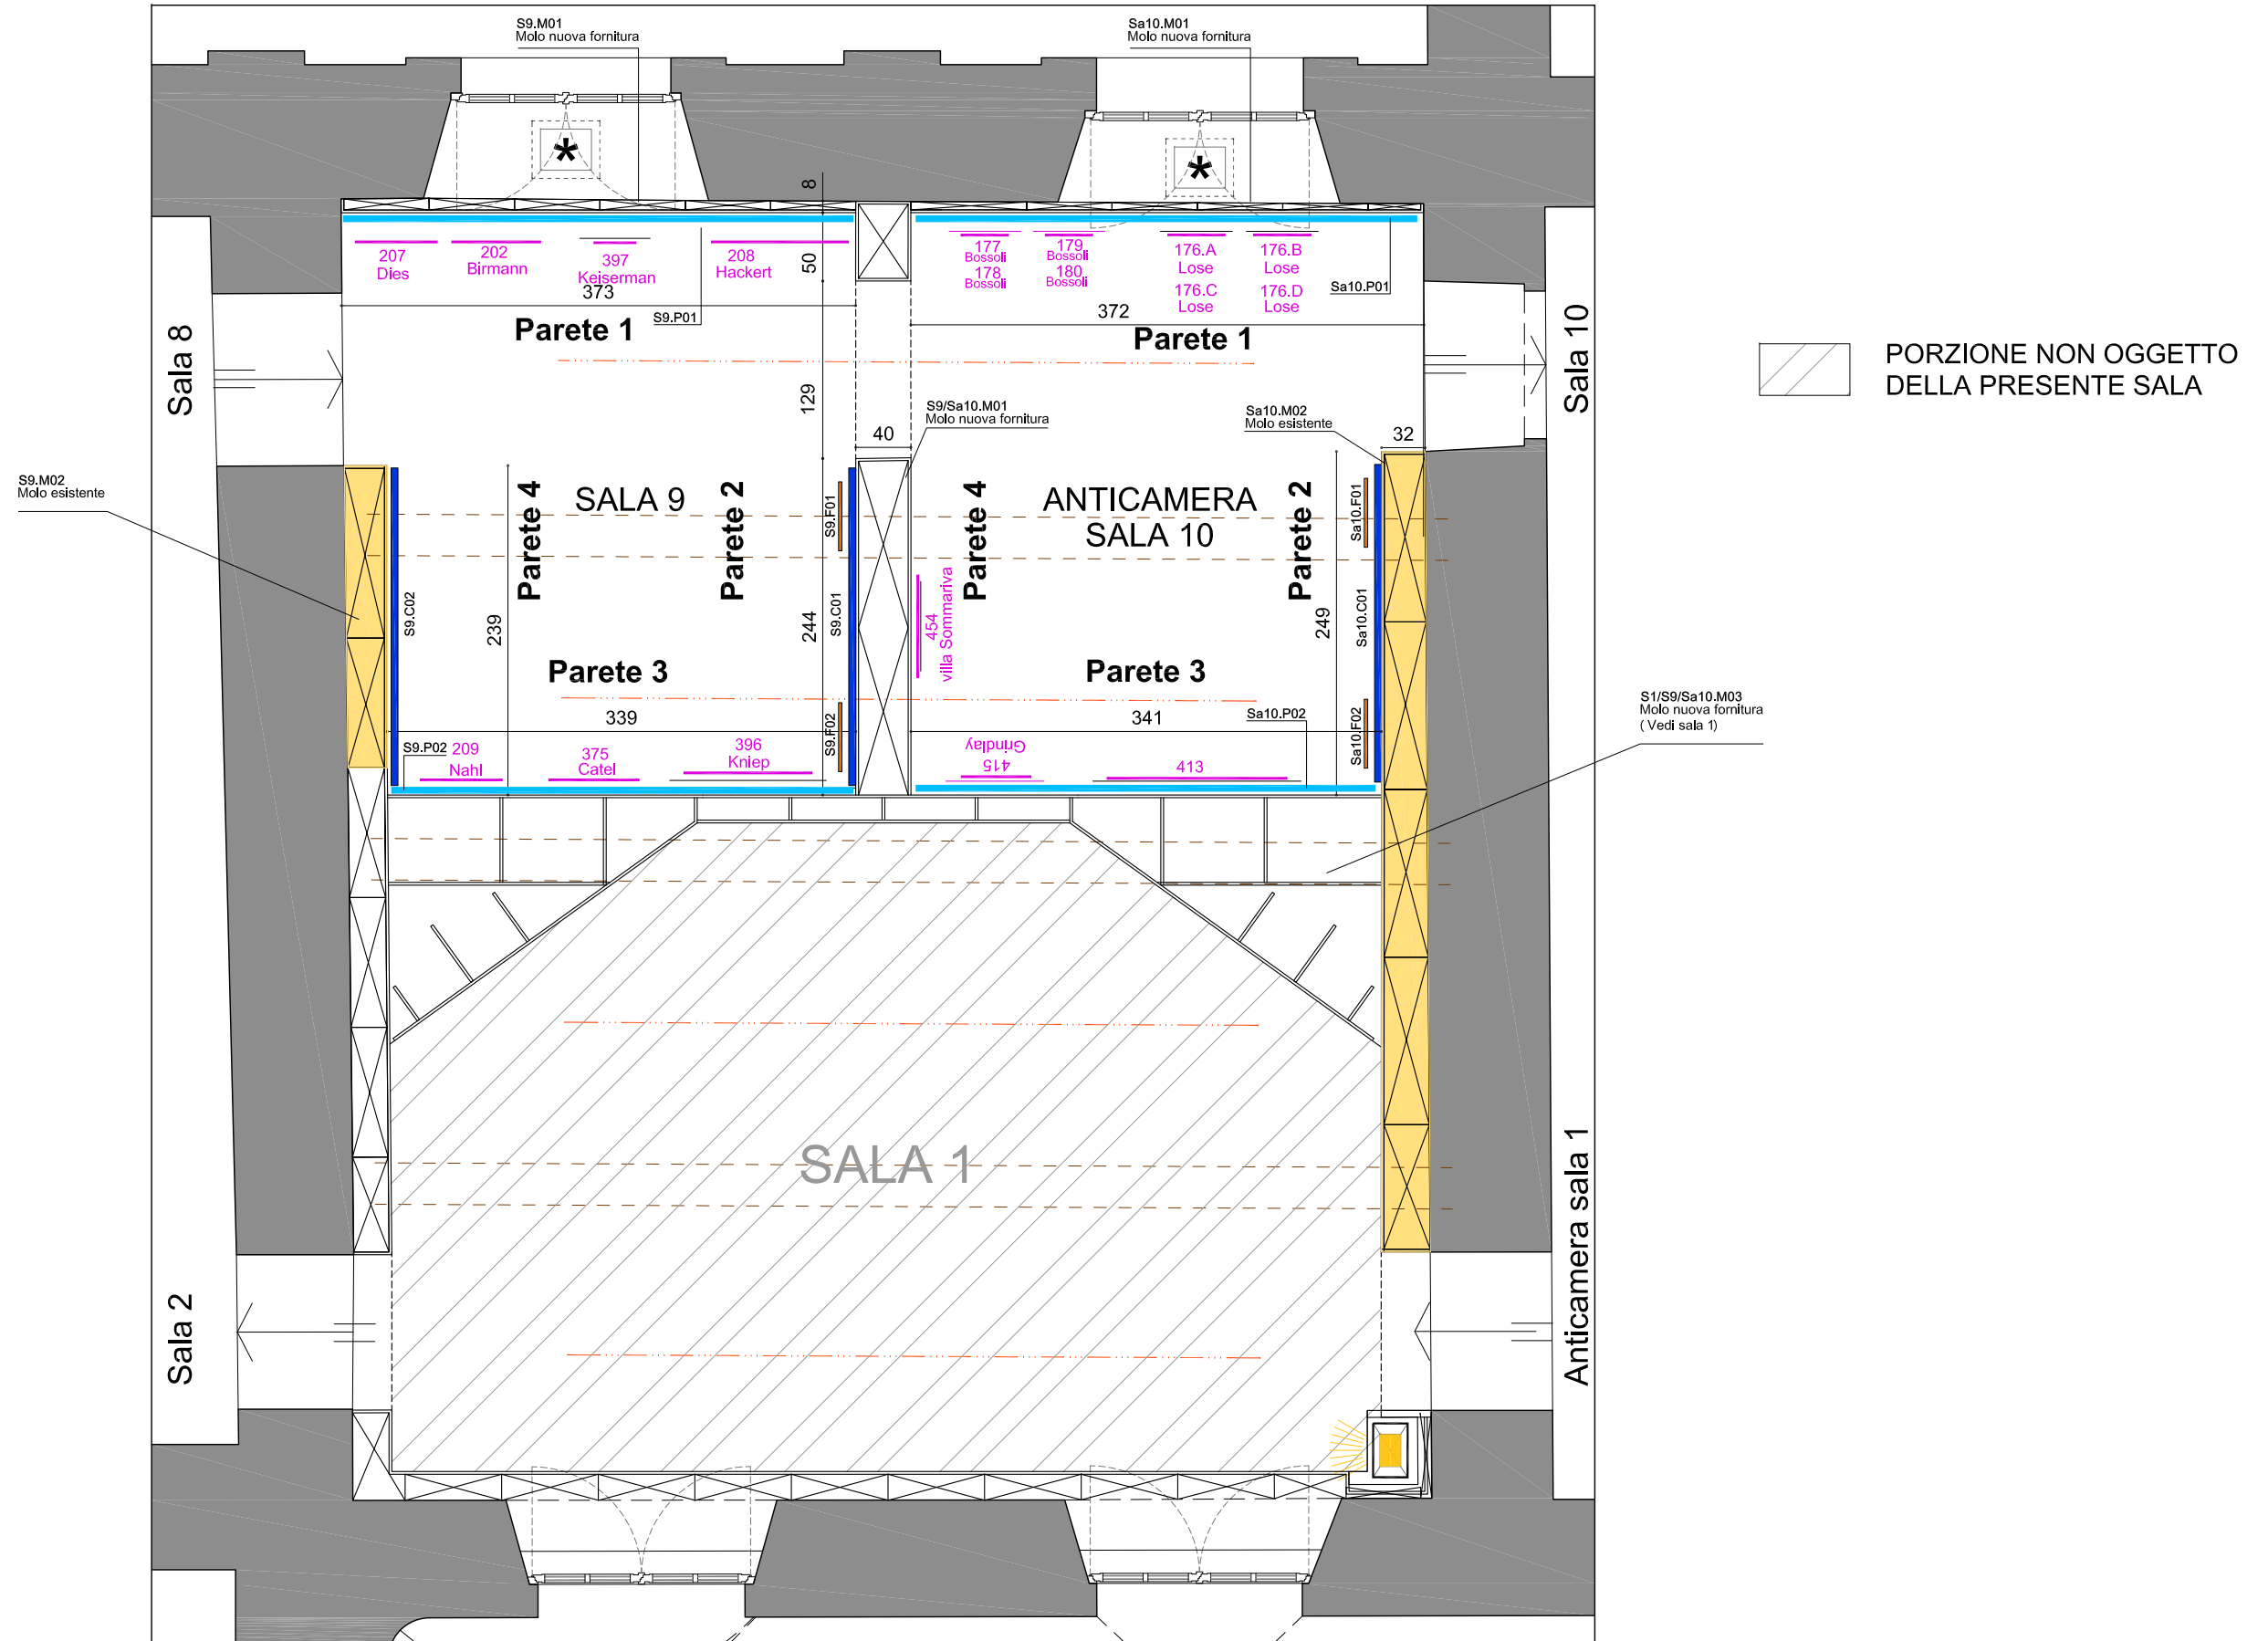 S9.M01
Molo nuova fornitura
Sa10.M01
Molo nuova fornitura
*
*
8
207
Dies
202
Birmann
397
Keiserman
208
Hackert
50
177
Bossoli
178
Bossoli
179
Bossoli
180
Bossoli
176.A
Lose
176.C
Lose
176.B
Lose
176.D
Lose
Sa10.P01
373
S9.P01
372
Parete 1
Parete 1
Sala 8
Sala 10
PORZIONE NON OGGETTO
DELLA PRESENTE SALA
129
40
S9/Sa10.M01
Molo nuova fornitura
Sa10.M02
Molo esistente
32
S9.M02
Molo esistente
Parete 4
SALA 9
Parete 2
S9.F01
Parete 4
ANTICAMERA
SALA 10
Parete 2
Sa10.F01
S9.C02
239
244
S9.C01
454
villa Sommariva
249
Sa10.C01
Parete 3
Parete 3
S1/S9/Sa10.M03
Molo nuova fornitura
( Vedi sala 1)
339
S9.F02
341
Sa10.P02
Sa10.F02
S9.P02
209
Nahl
375
Catel
396
Kniep
415
Grindlay
413
SALA 1
Sala 2
Anticamera sala 1